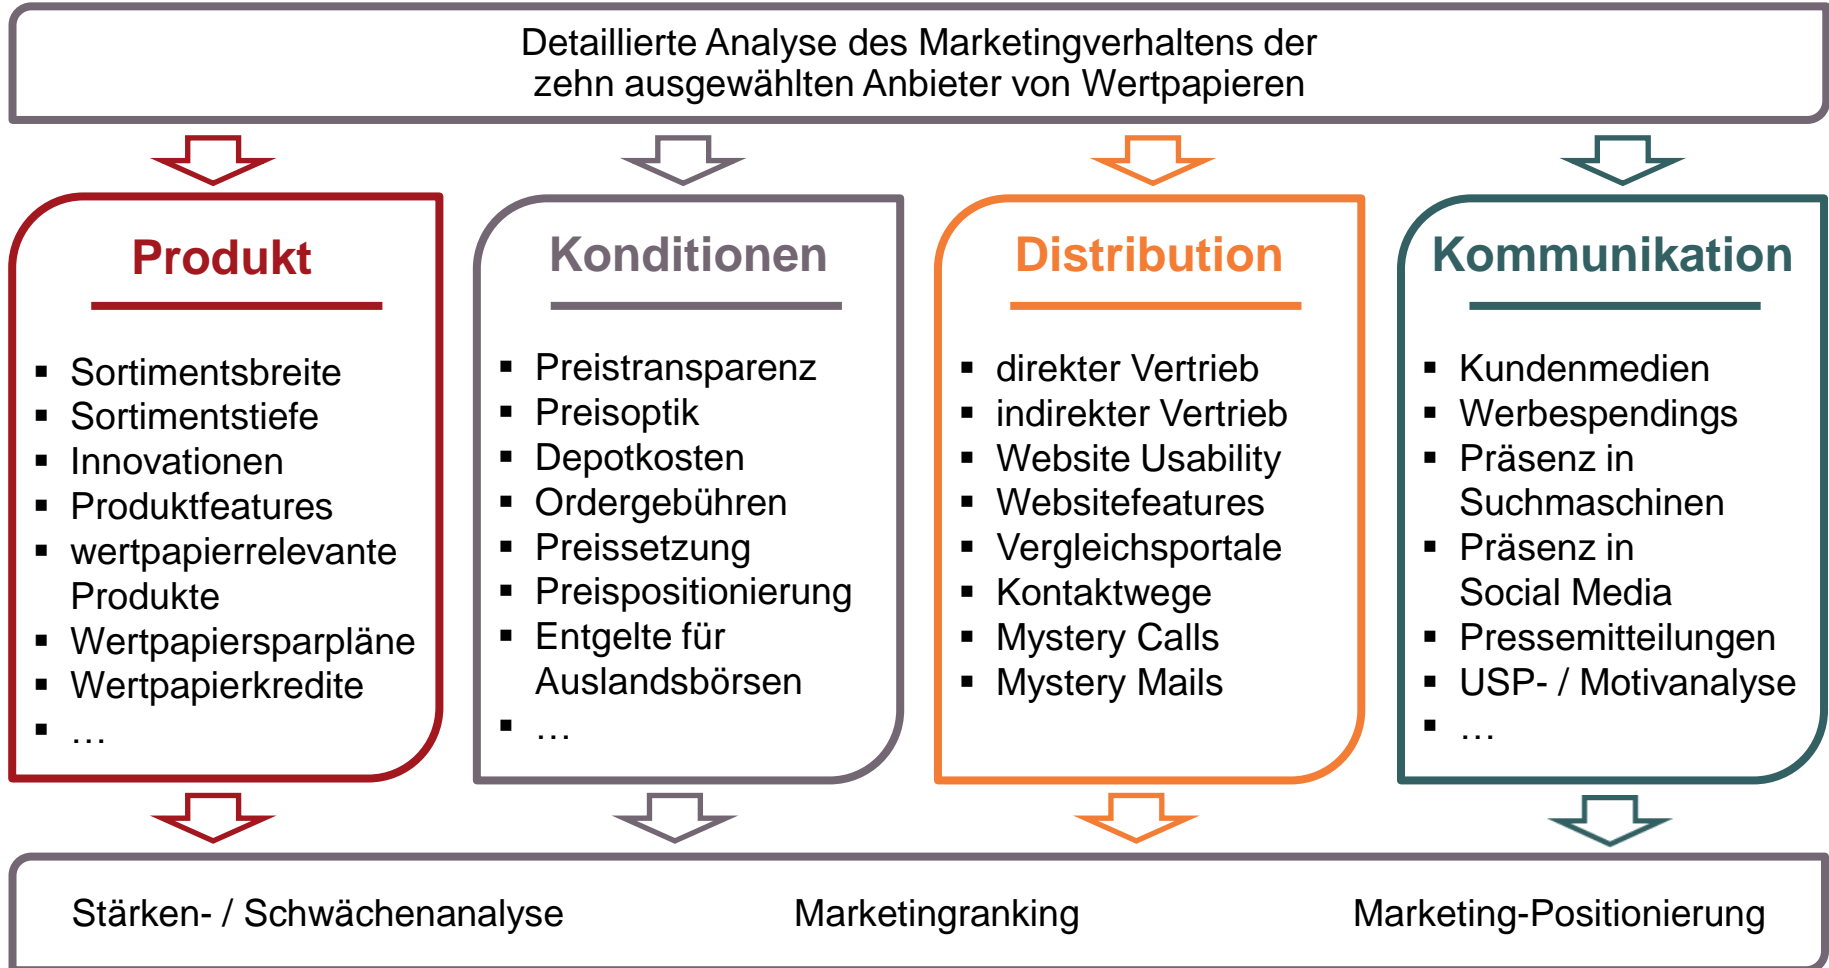 Detaillierte Analyse des Marketingverhaltens der
zehn ausgewählten Anbieter von Wertpapieren
Produkt
▪ Sortimentsbreite
▪ Sortimentstiefe
▪ Innovationen
▪ Produktfeatures
▪ wertpapierrelevante
Produkte
▪ Wertpapiersparpläne
▪ Wertpapierkredite
▪ …
Konditionen
▪ Preistransparenz
▪ Preisoptik
▪ Depotkosten
▪ Ordergebühren
▪ Preissetzung
▪ Preispositionierung
▪ Entgelte für
Auslandsbörsen
▪ …
Distribution
▪ direkter Vertrieb
▪ indirekter Vertrieb
▪ Website Usability
▪ Websitefeatures
▪ Vergleichsportale
▪ Kontaktwege
▪ Mystery Calls
▪ Mystery Mails
Kommunikation
▪ Kundenmedien
▪ Werbespendings
▪ Präsenz in
Suchmaschinen
▪ Präsenz in
Social Media
▪ Pressemitteilungen
▪ USP- / Motivanalyse
▪ …
Stärken- / Schwächenanalyse
Marketingranking
Marketing-Positionierung